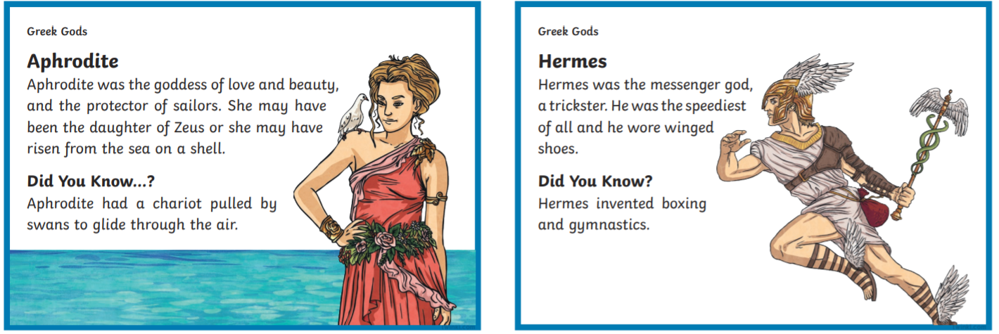 Greek Gods
Aphrodite
Aphrodite was the goddess of love and beauty,
and the protector of sailors. She may have
been the daughter of Zeus or she may have
risen from the sea on a shell.
Did You Know...?
Aphrodite had a chariot pulled by
swans to glide through the air.
Greek Gods
Hermes
Hermes was the messenger god,
a trickster. He was the speediest
of all and he wore winged
shoes.
Did You Know?
Hermes invented boxing
and gymnastics.